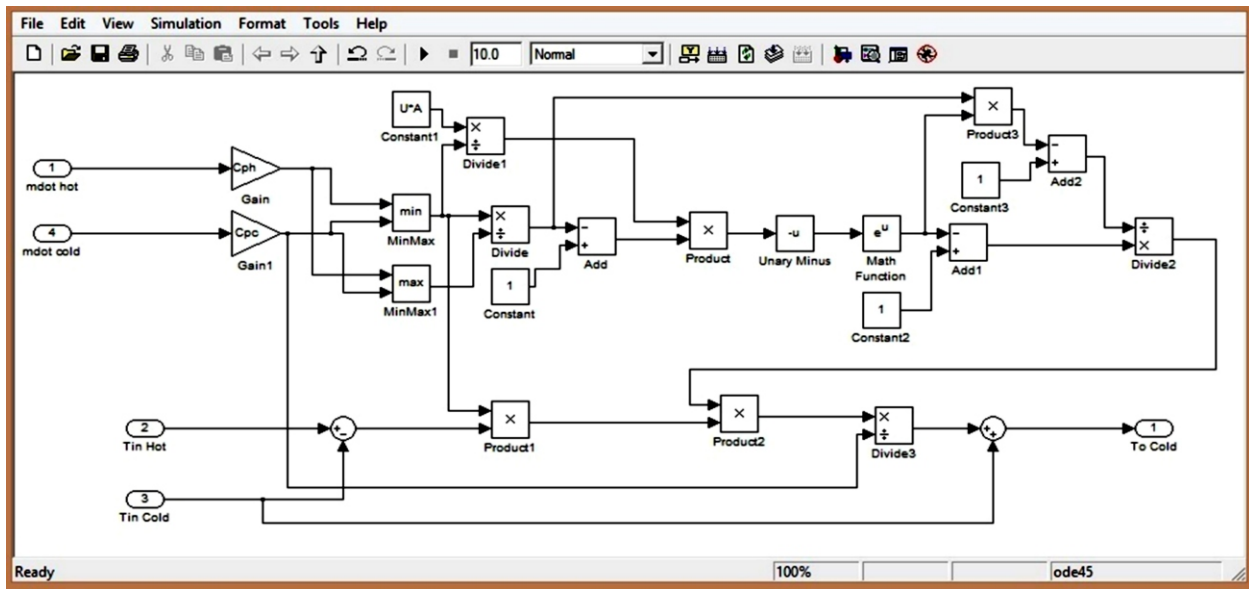 File Edit View Simulation Format Tools Help
10.0 Normal
U*A
Constant1
×
÷
Divide1
×
Product3
−
+
Add2
1
Constant3
1
mdot hot
Cph
Gain
4
mdot cold
Cpc
Gain1
min
MinMax
max
MinMax1
×
÷
Divide
−
+
Add
1
Constant
×
Product
-u
Unary Minus
eᵘ
Math
Function
−
+
Add1
1
Constant2
÷
×
Divide2
2
Tin Hot
+
−
×
Product1
×
Product2
×
÷
Divide3
+
+
1
To Cold
3
Tin Cold
Ready 100% ode45